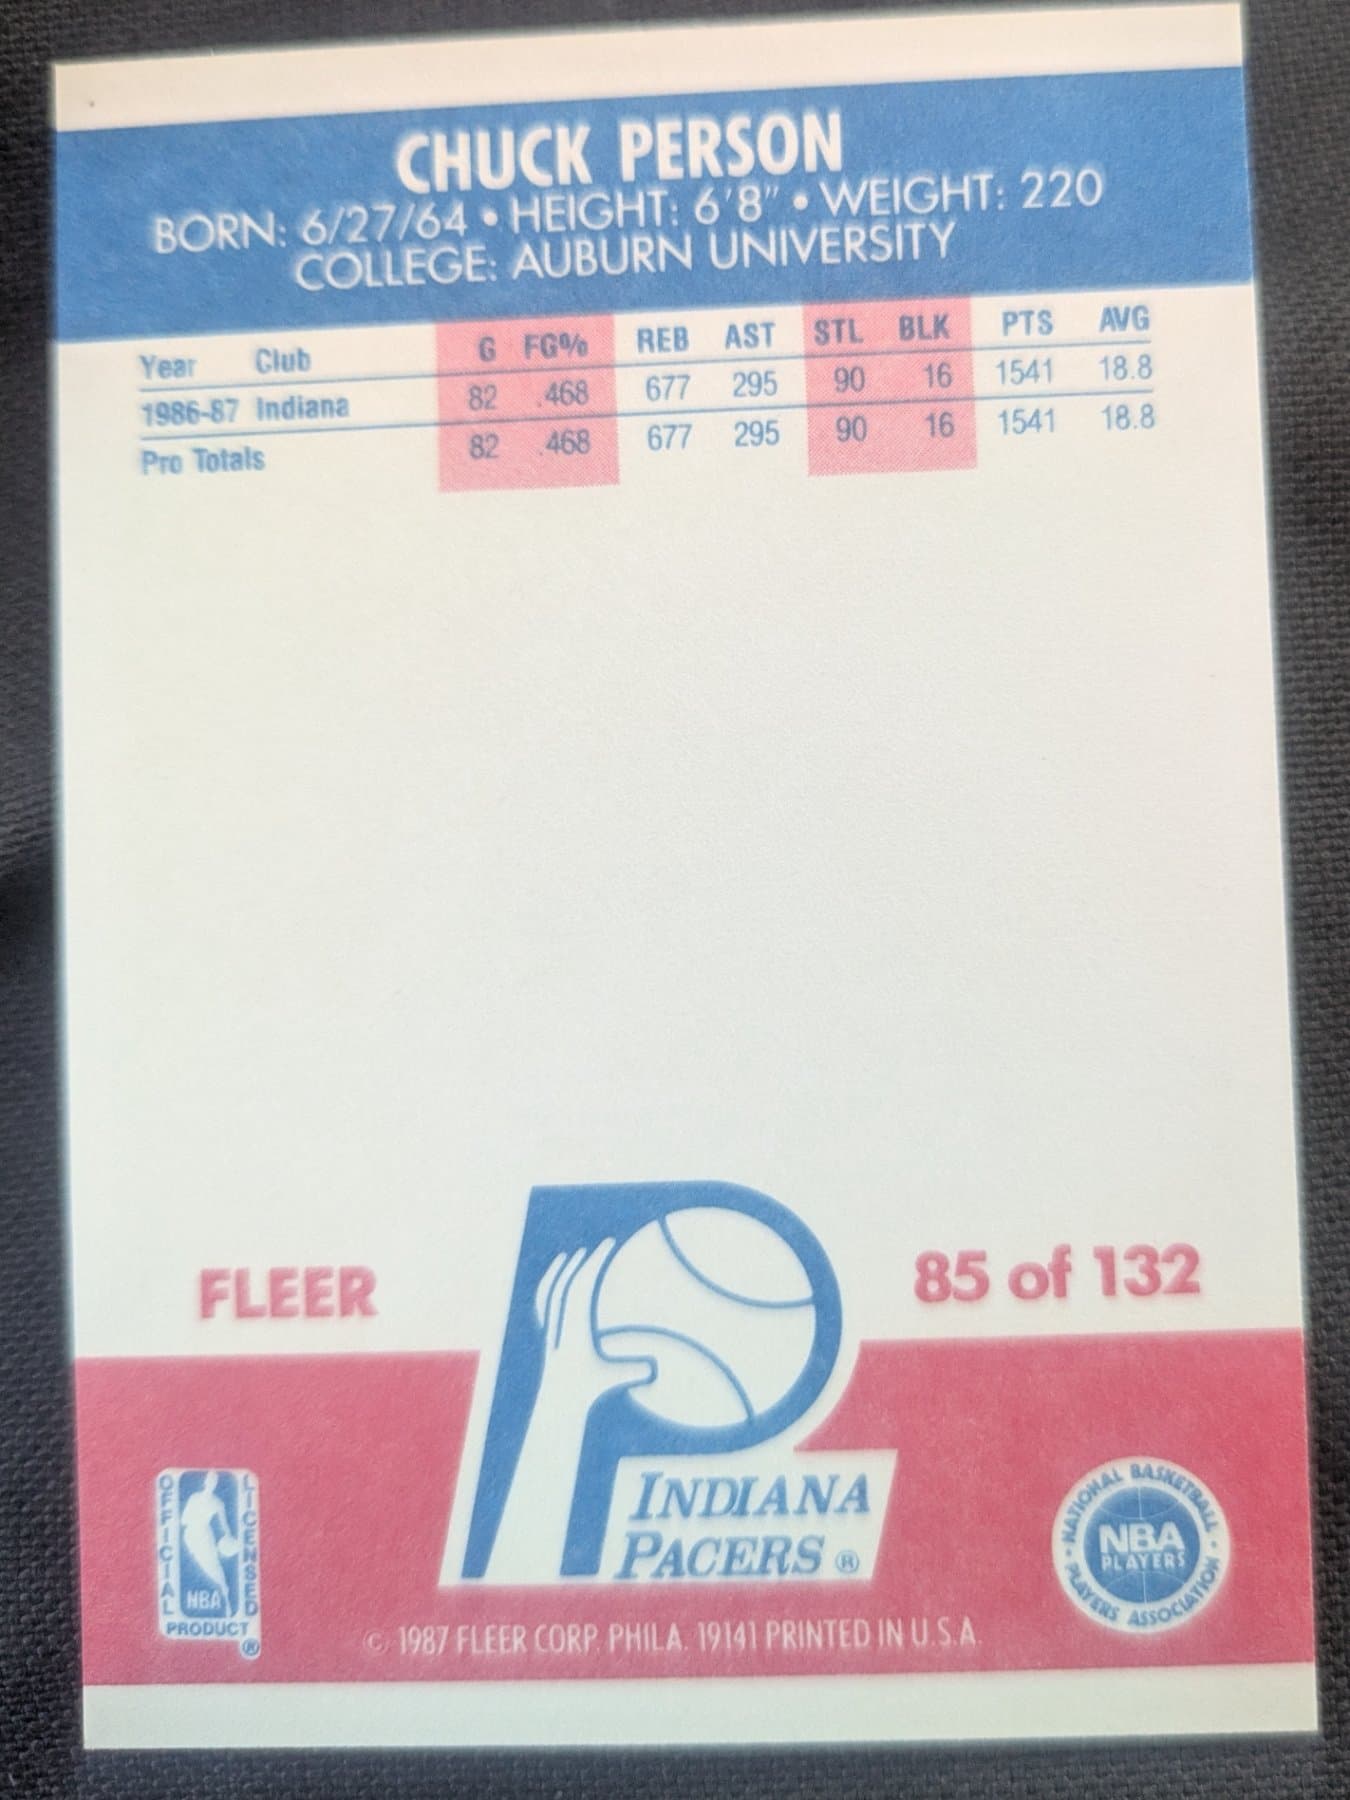 CHUCK PERSON
BORN: 6/27/64 • HEIGHT: 6'8" • WEIGHT: 220
COLLEGE: AUBURN UNIVERSITY
Year Club G FG% REB AST STL BLK PTS AVG
1986-87 Indiana 82 .468 677 295 90 16 1541 18.8
Pro Totals 82 .468 677 295 90 16 1541 18.8
FLEER
85 of 132
INDIANA
PACERS ®
OFFICIAL
LICENSED
NBA
PRODUCT
®
NATIONAL BASKETBALL
NBA
PLAYERS
• PLAYERS ASSOCIATION •
© 1987 FLEER CORP. PHILA. 19141 PRINTED IN U.S.A.